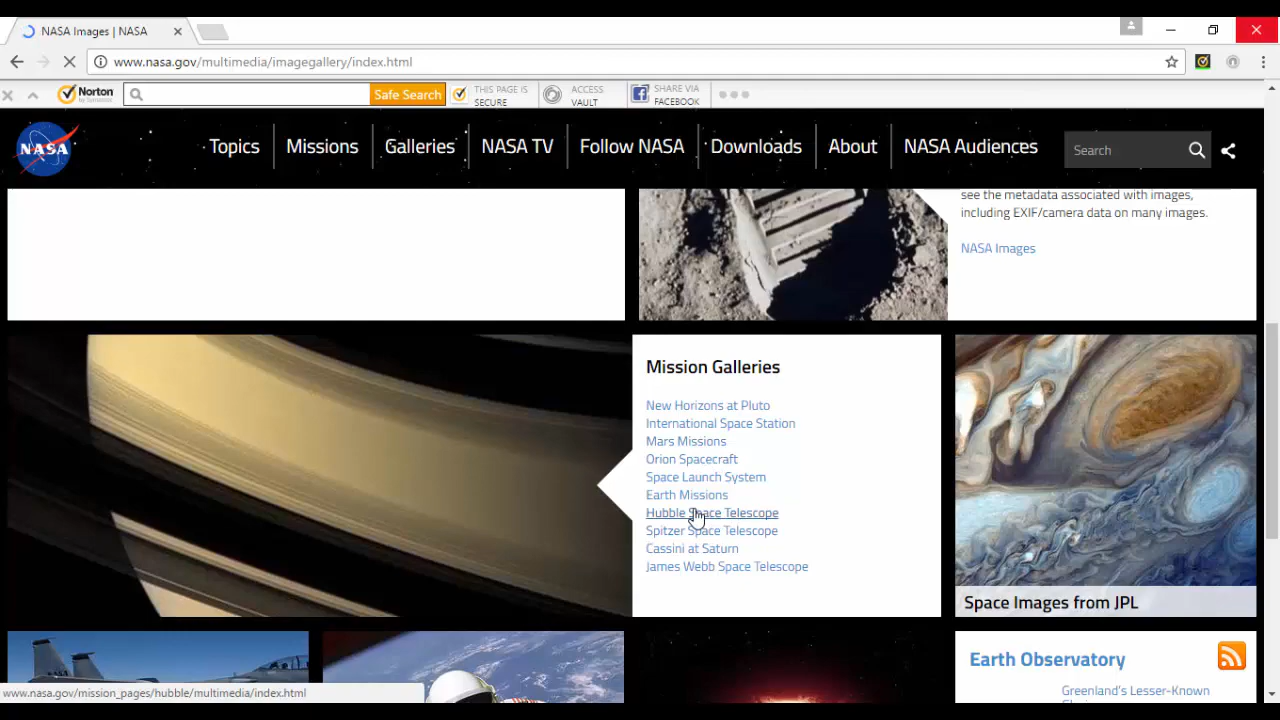 NASA Images | NASA
www.nasa.gov/multimedia/imagegallery/index.html
Norton
by Symantec
Safe Search
THIS PAGE IS
SECURE
ACCESS
VAULT
SHARE VIA
FACEBOOK
NASA
Topics
Missions
Galleries
NASA TV
Follow NASA
Downloads
About
NASA Audiences
Search
see the metadata associated with images,
including EXIF/camera data on many images.
NASA Images
Mission Galleries
New Horizons at Pluto
International Space Station
Mars Missions
Orion Spacecraft
Space Launch System
Earth Missions
Hubble Space Telescope
Spitzer Space Telescope
Cassini at Saturn
James Webb Space Telescope
Space Images from JPL
Earth Observatory
Greenland's Lesser-Known
www.nasa.gov/mission_pages/hubble/multimedia/index.html